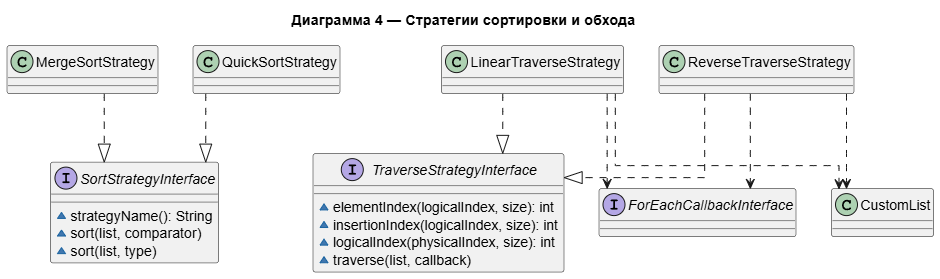 Диаграмма 4 — Стратегии сортировки и обхода
C MergeSortStrategy
C QuickSortStrategy
C LinearTraverseStrategy
C ReverseTraverseStrategy
I SortStrategyInterface
strategyName(): String
sort(list, comparator)
sort(list, type)
I TraverseStrategyInterface
elementIndex(logicalIndex, size): int
insertionIndex(logicalIndex, size): int
logicalIndex(physicalIndex, size): int
traverse(list, callback)
I ForEachCallbackInterface
C CustomList